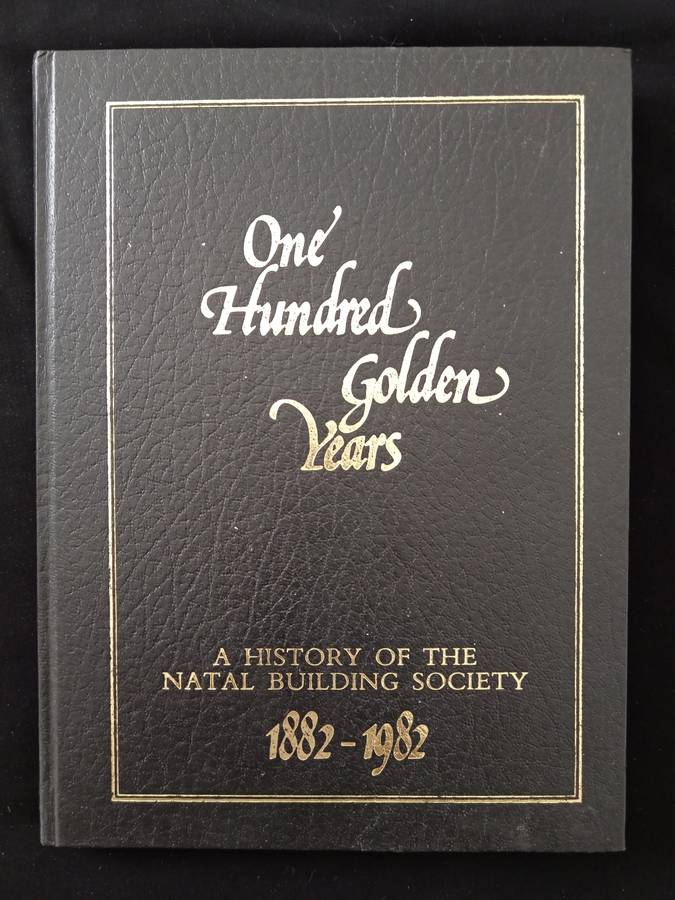 One
Hundred
Golden
Years
A HISTORY OF THE
NATAL BUILDING SOCIETY
1882-1982